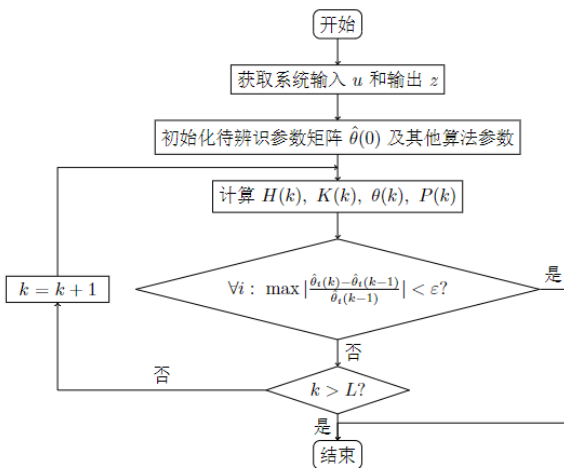 开始
获取系统输入 u 和输出 z
初始化待辨识参数矩阵 θ̂(0) 及其他算法参数
计算 H(k), K(k), θ(k), P(k)
k = k + 1
∀i : max |(θ̂ᵢ(k)−θ̂ᵢ(k−1))/θ̂ᵢ(k−1)| < ε?
是
否
否
k > L?
是
结束